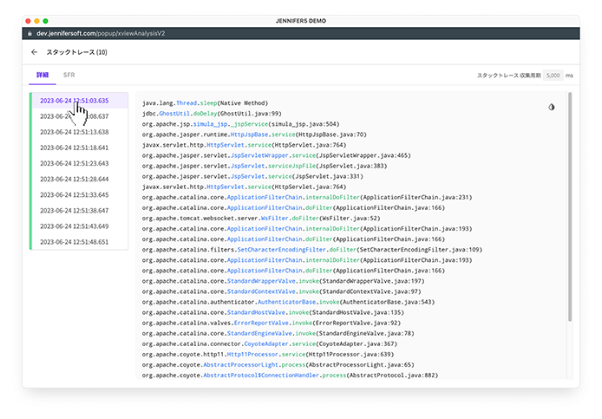 JENNIFER5 DEMO
dev.jennifersoft.com/popup/xviewAnalysisV2
スタックトレース (10)
詳細 SFR
スタックトレース 収集周期 5,000 ms
2023-06-24 12:51:03.635
2023-06-24 12:51:08.637
2023-06-24 12:51:13.638
2023-06-24 12:51:18.641
2023-06-24 12:51:23.643
2023-06-24 12:51:28.644
2023-06-24 12:51:33.645
2023-06-24 12:51:38.647
2023-06-24 12:51:43.649
2023-06-24 12:51:48.651
java.lang.Thread.sleep(Native Method)
jdbc.GhostUtil.doDelay(GhostUtil.java:99)
org.apache.jsp.simula_jsp._jspService(simula_jsp.java:504)
org.apache.jasper.runtime.HttpJspBase.service(HttpJspBase.java:70)
javax.servlet.http.HttpServlet.service(HttpServlet.java:764)
org.apache.jasper.servlet.JspServletWrapper.service(JspServletWrapper.java:465)
org.apache.jasper.servlet.JspServlet.serviceJspFile(JspServlet.java:383)
org.apache.jasper.servlet.JspServlet.service(JspServlet.java:331)
javax.servlet.http.HttpServlet.service(HttpServlet.java:764)
org.apache.catalina.core.ApplicationFilterChain.internalDoFilter(ApplicationFilterChain.java:231)
org.apache.catalina.core.ApplicationFilterChain.doFilter(ApplicationFilterChain.java:166)
org.apache.tomcat.websocket.server.WsFilter.doFilter(WsFilter.java:52)
org.apache.catalina.core.ApplicationFilterChain.internalDoFilter(ApplicationFilterChain.java:193)
org.apache.catalina.core.ApplicationFilterChain.doFilter(ApplicationFilterChain.java:166)
org.apache.catalina.filters.SetCharacterEncodingFilter.doFilter(SetCharacterEncodingFilter.java:109)
org.apache.catalina.core.ApplicationFilterChain.internalDoFilter(ApplicationFilterChain.java:193)
org.apache.catalina.core.ApplicationFilterChain.doFilter(ApplicationFilterChain.java:166)
org.apache.catalina.core.StandardWrapperValve.invoke(StandardWrapperValve.java:197)
org.apache.catalina.core.StandardContextValve.invoke(StandardContextValve.java:97)
org.apache.catalina.authenticator.AuthenticatorBase.invoke(AuthenticatorBase.java:543)
org.apache.catalina.core.StandardHostValve.invoke(StandardHostValve.java:135)
org.apache.catalina.valves.ErrorReportValve.invoke(ErrorReportValve.java:92)
org.apache.catalina.core.StandardEngineValve.invoke(StandardEngineValve.java:78)
org.apache.catalina.connector.CoyoteAdapter.service(CoyoteAdapter.java:367)
org.apache.coyote.http11.Http11Processor.service(Http11Processor.java:639)
org.apache.coyote.AbstractProcessorLight.process(AbstractProcessorLight.java:65)
org.apache.coyote.AbstractProtocol$ConnectionHandler.process(AbstractProtocol.java:882)